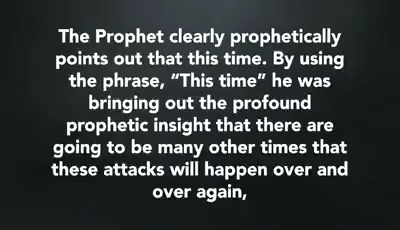 The Prophet clearly prophetically
points out that this time. By using
the phrase, “This time” he was
bringing out the profound
prophetic insight that there are
going to be many other times that
these attacks will happen over and
over again,